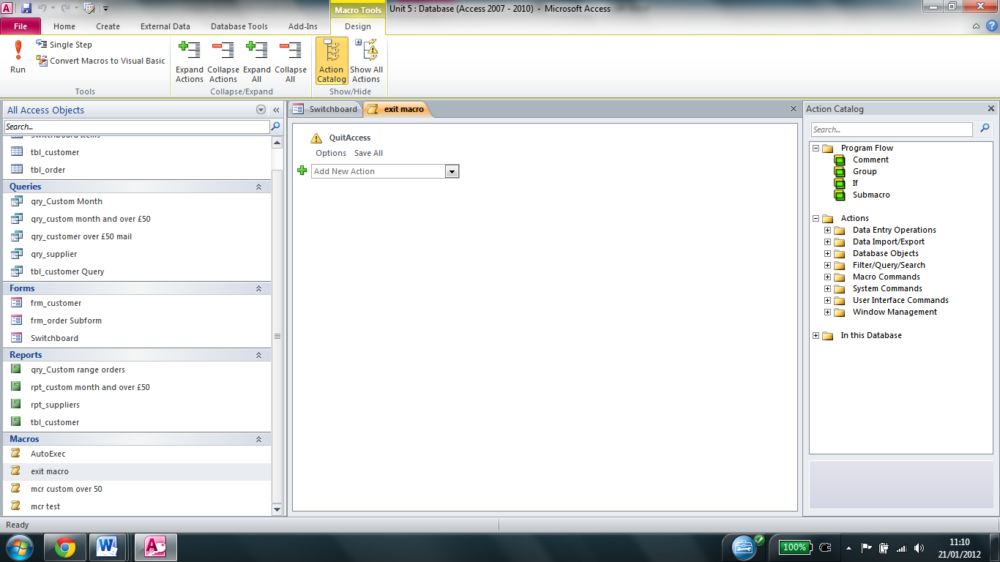 Macro Tools
Unit 5 : Database (Access 2007 - 2010) - Microsoft Access
File Home Create External Data Database Tools Add-Ins Design
Run
Single Step
Convert Macros to Visual Basic
Tools
Expand Actions
Collapse Actions
Expand All
Collapse All
Collapse/Expand
Action Catalog
Show All Actions
Show/Hide
All Access Objects
Search...
Switchboard Items
tbl_customer
tbl_order
Queries
qry_Custom Month
qry_custom month and over £50
qry_customer over £50 mail
qry_supplier
tbl_customer Query
Forms
frm_customer
frm_order Subform
Switchboard
Reports
qry_Custom range orders
rpt_custom month and over £50
rpt_suppliers
tbl_customer
Macros
AutoExec
exit macro
mcr custom over 50
mcr test
Switchboard
exit macro
QuitAccess
Options Save All
Add New Action
Action Catalog
Search...
Program Flow
Comment
Group
If
Submacro
Actions
Data Entry Operations
Data Import/Export
Database Objects
Filter/Query/Search
Macro Commands
System Commands
User Interface Commands
Window Management
In this Database
Ready
100%
11:10
21/01/2012